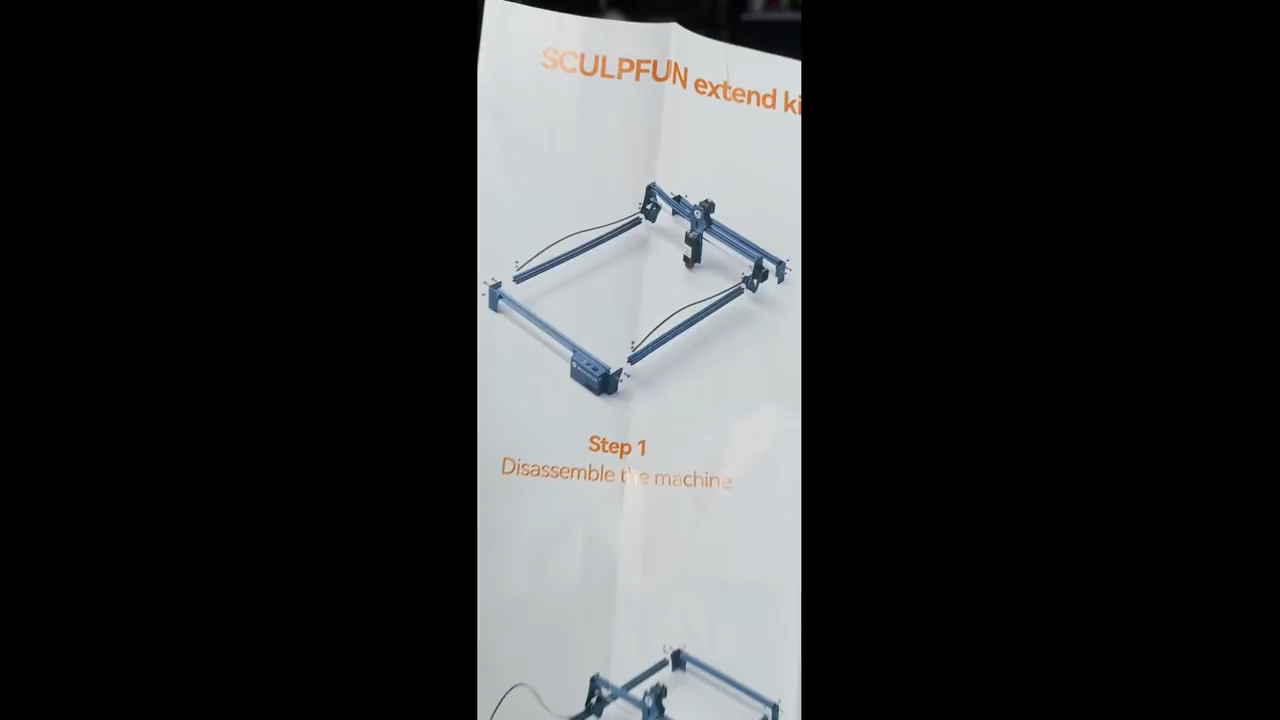 SCULPFUN extend ki
Step 1
Disassemble the machine